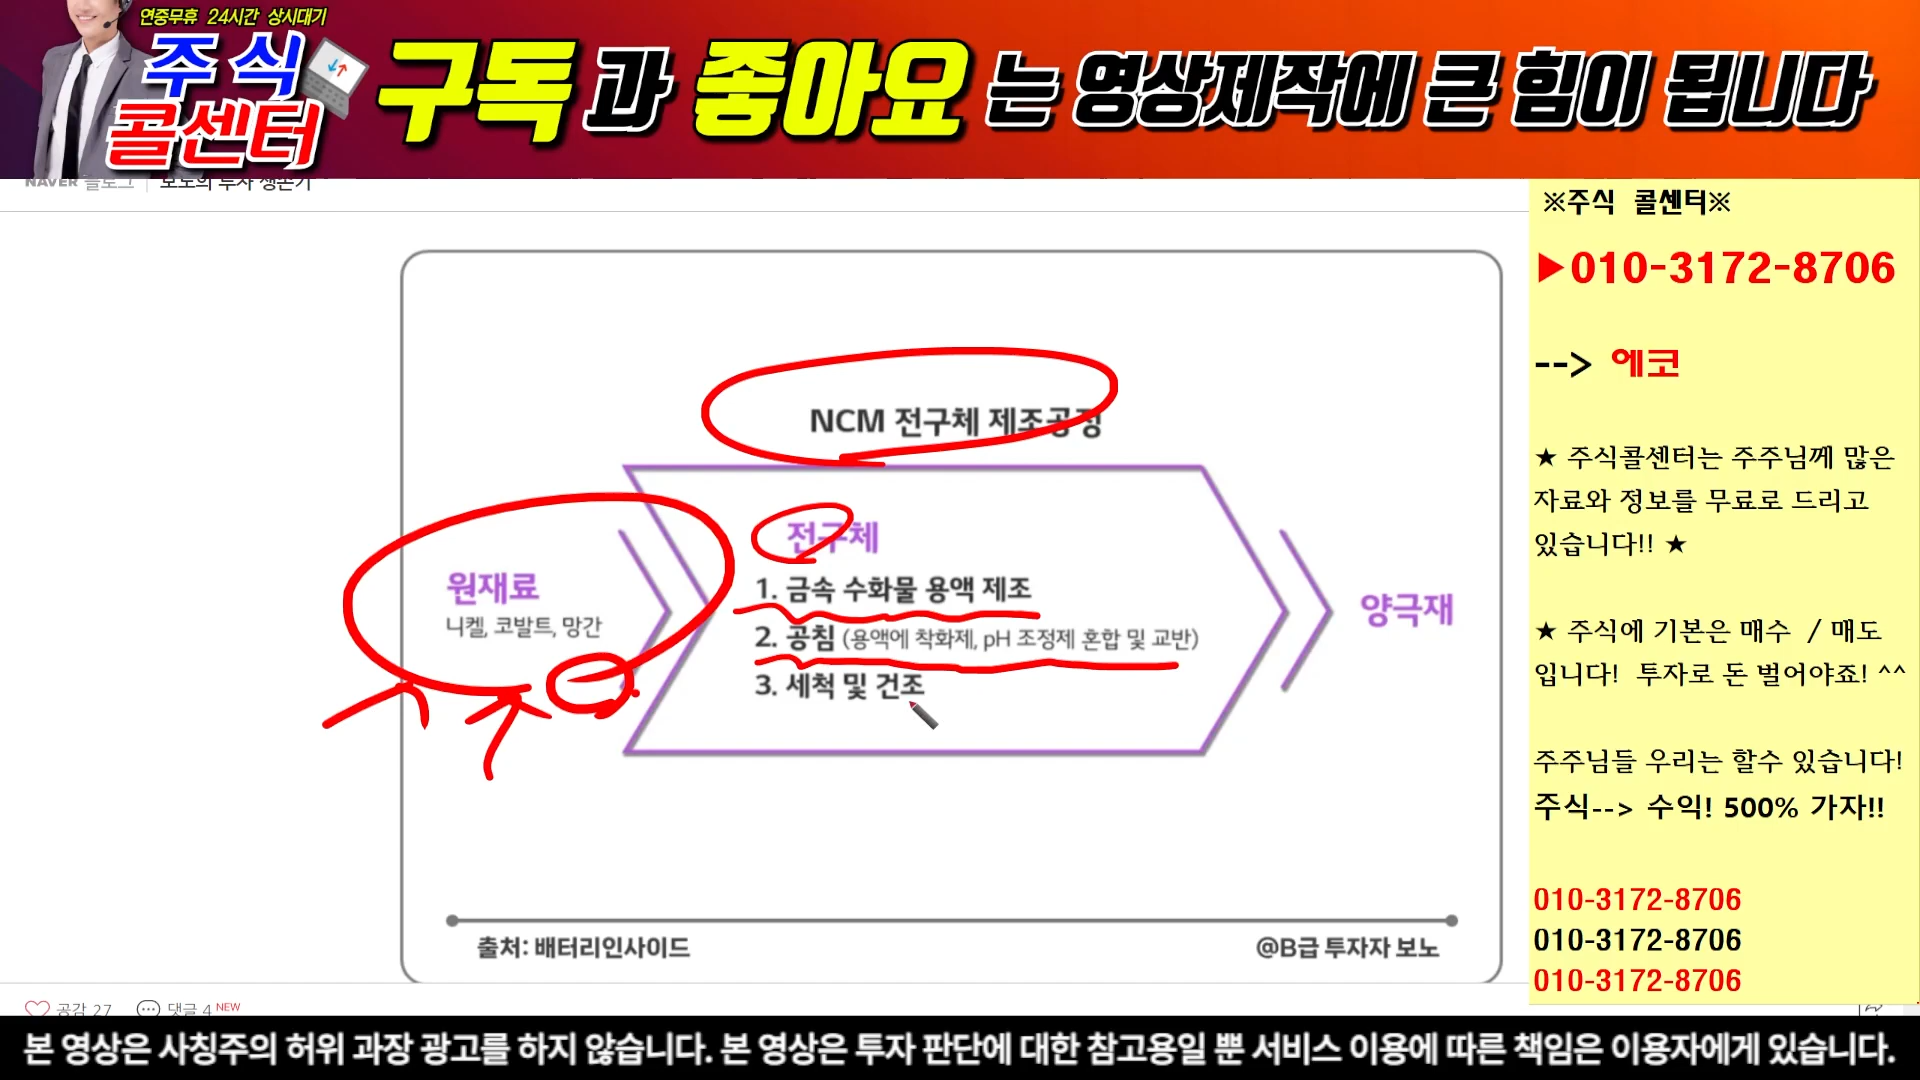 연중무휴 24시간 상시대기
주식
콜센터
구독과 좋아요는 영상제작에 큰 힘이 됩니다
NAVER 블로그 | 보노의 투자 생존기
NCM 전구체 제조공정
원재료
니켈, 코발트, 망간
전구체
1. 금속 수화물 용액 제조
2. 공침 (용액에 착화제, pH 조정제 혼합 및 교반)
3. 세척 및 건조
양극재
출처: 배터리인사이드
@B급 투자자 보노
공감 27 댓글 4 NEW
※주식 콜센터※
▶010-3172-8706
--> 에코
★ 주식콜센터는 주주님께 많은
자료와 정보를 무료로 드리고
있습니다!! ★
★ 주식에 기본은 매수 / 매도
입니다! 투자로 돈 벌어야죠! ^^
주주님들 우리는 할수 있습니다!
주식--> 수익! 500% 가자!!
010-3172-8706
010-3172-8706
010-3172-8706
본 영상은 사칭주의 허위 과장 광고를 하지 않습니다. 본 영상은 투자 판단에 대한 참고용일 뿐 서비스 이용에 따른 책임은 이용자에게 있습니다.